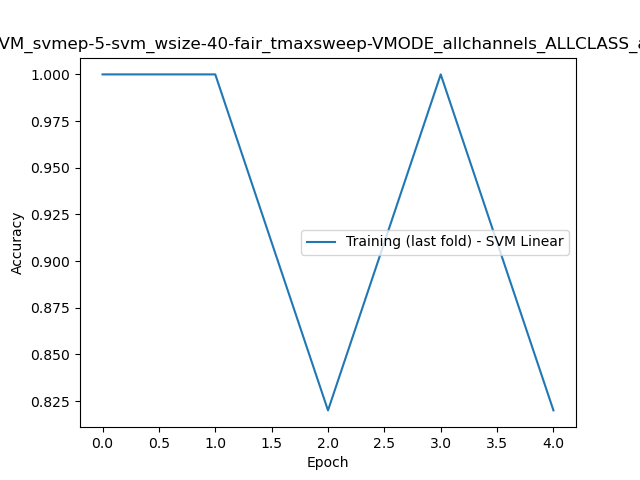 VM_svmep-5-svm_wsize-40-fair_tmaxsweep-VMODE_allchannels_ALLCLASS_a
1.000
0.975
0.950
0.925
0.900
0.875
0.850
0.825
Accuracy
Training (last fold) - SVM Linear
0.0 0.5 1.0 1.5 2.0 2.5 3.0 3.5 4.0
Epoch